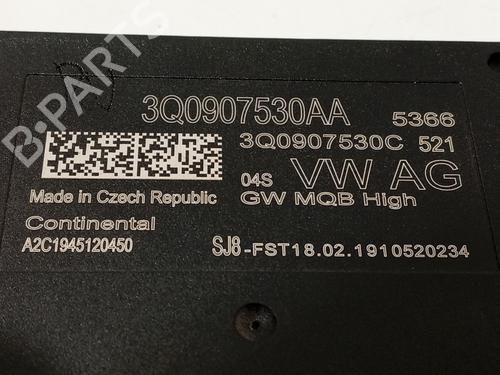 B-PARTS
3Q0907530AA 5366
3Q0907530C 521
04S VW AG
Made in Czech Republic GW MQB High
Continental
A2C1945120450 SJ8-FST18.02.1910520234